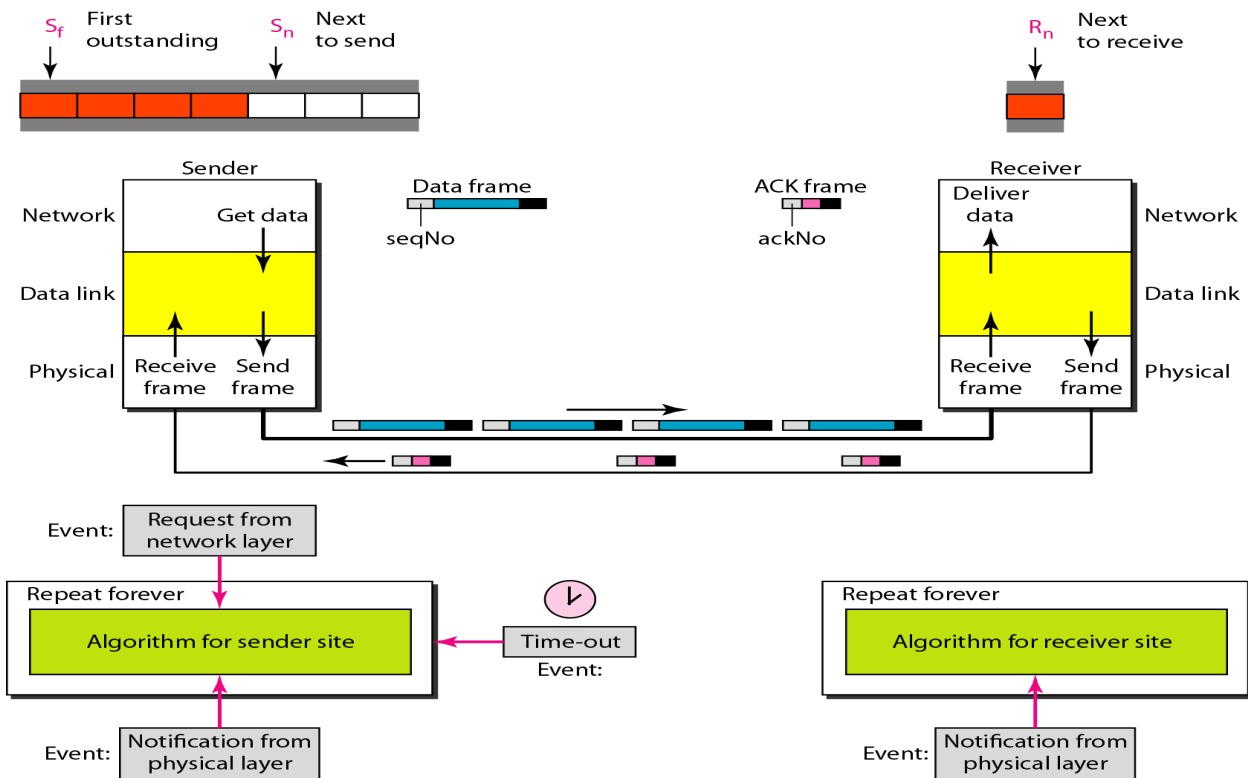 Sf First outstanding
Sn Next to send
Rn Next to receive
Sender
Receiver
Data frame
seqNo
ACK frame
ackNo
Network
Get data
Deliver data
Network
Data link
Data link
Physical
Receive frame
Send frame
Receive frame
Send frame
Physical
Event:
Request from
network layer
Repeat forever
Algorithm for sender site
Time-out
Event:
Repeat forever
Algorithm for receiver site
Event:
Notification from
physical layer
Event:
Notification from
physical layer